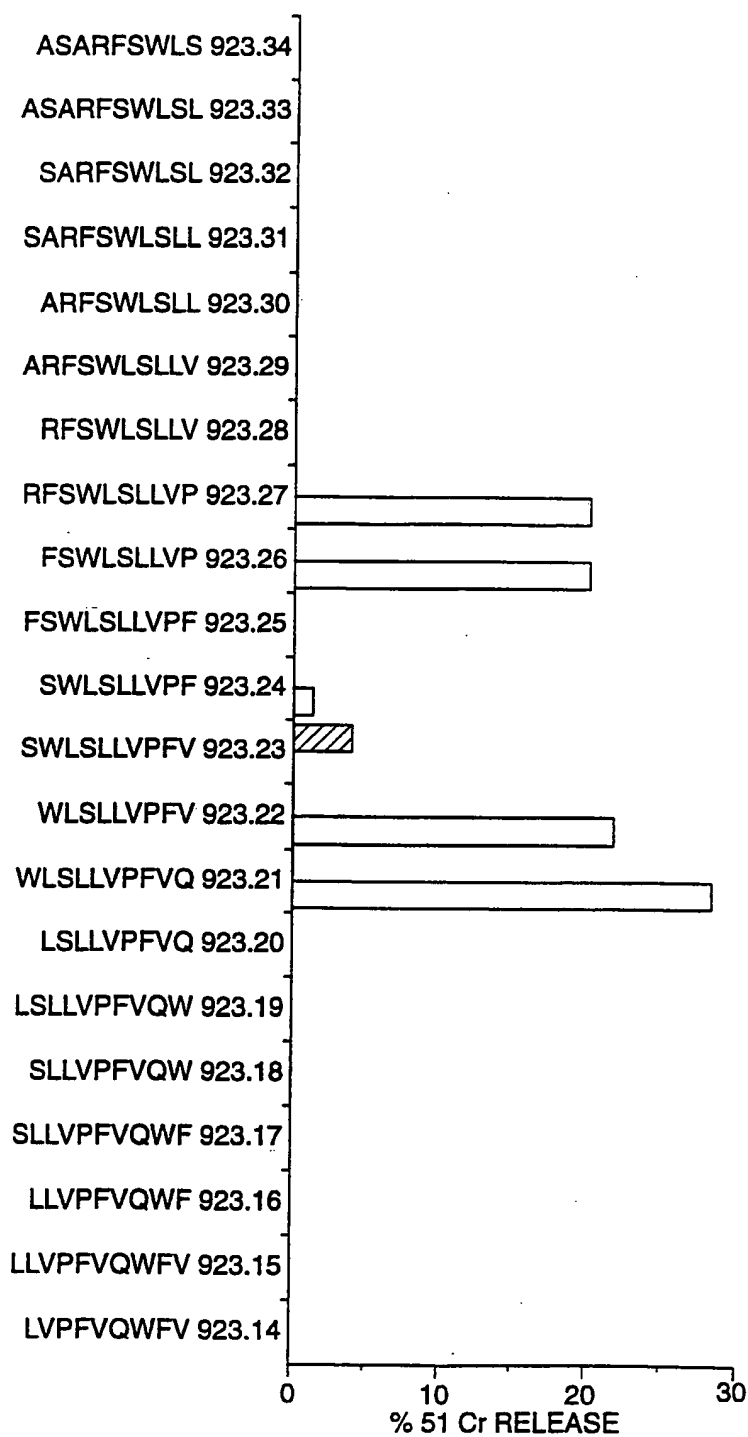 ASARFSWLS 923.34
ASARFSWLSL 923.33
SARFSWLSL 923.32
SARFSWLSLL 923.31
ARFSWLSLL 923.30
ARFSWLSLLV 923.29
RFSWLSLLV 923.28
RFSWLSLLVP 923.27
FSWLSLLVP 923.26
FSWLSLLVPF 923.25
SWLSLLVPF 923.24
SWLSLLVPFV 923.23
WLSLLVPFV 923.22
WLSLLVPFVQ 923.21
LSLLVPFVQ 923.20
LSLLVPFVQW 923.19
SLLVPFVQW 923.18
SLLVPFVQWF 923.17
LLVPFVQWF 923.16
LLVPFVQWFV 923.15
LVPFVQWFV 923.14
0 10 20 30
% 51 Cr RELEASE